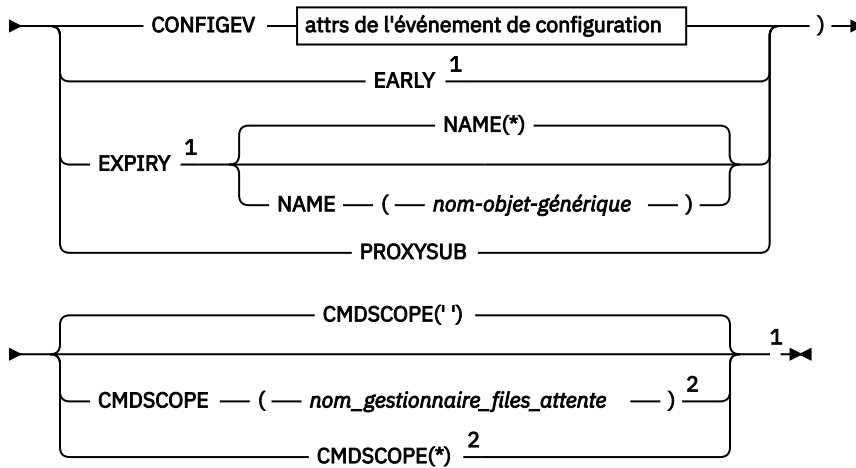 CONFIGEV attrs de l'événement de configuration )
EARLY 1
NAME(*)
EXPIRY 1
NAME ( nom-objet-générique )
PROXYSUB
CMDSCOPE(' ')
1
CMDSCOPE ( nom_gestionnaire_files_attente ) 2
CMDSCOPE(*) 2